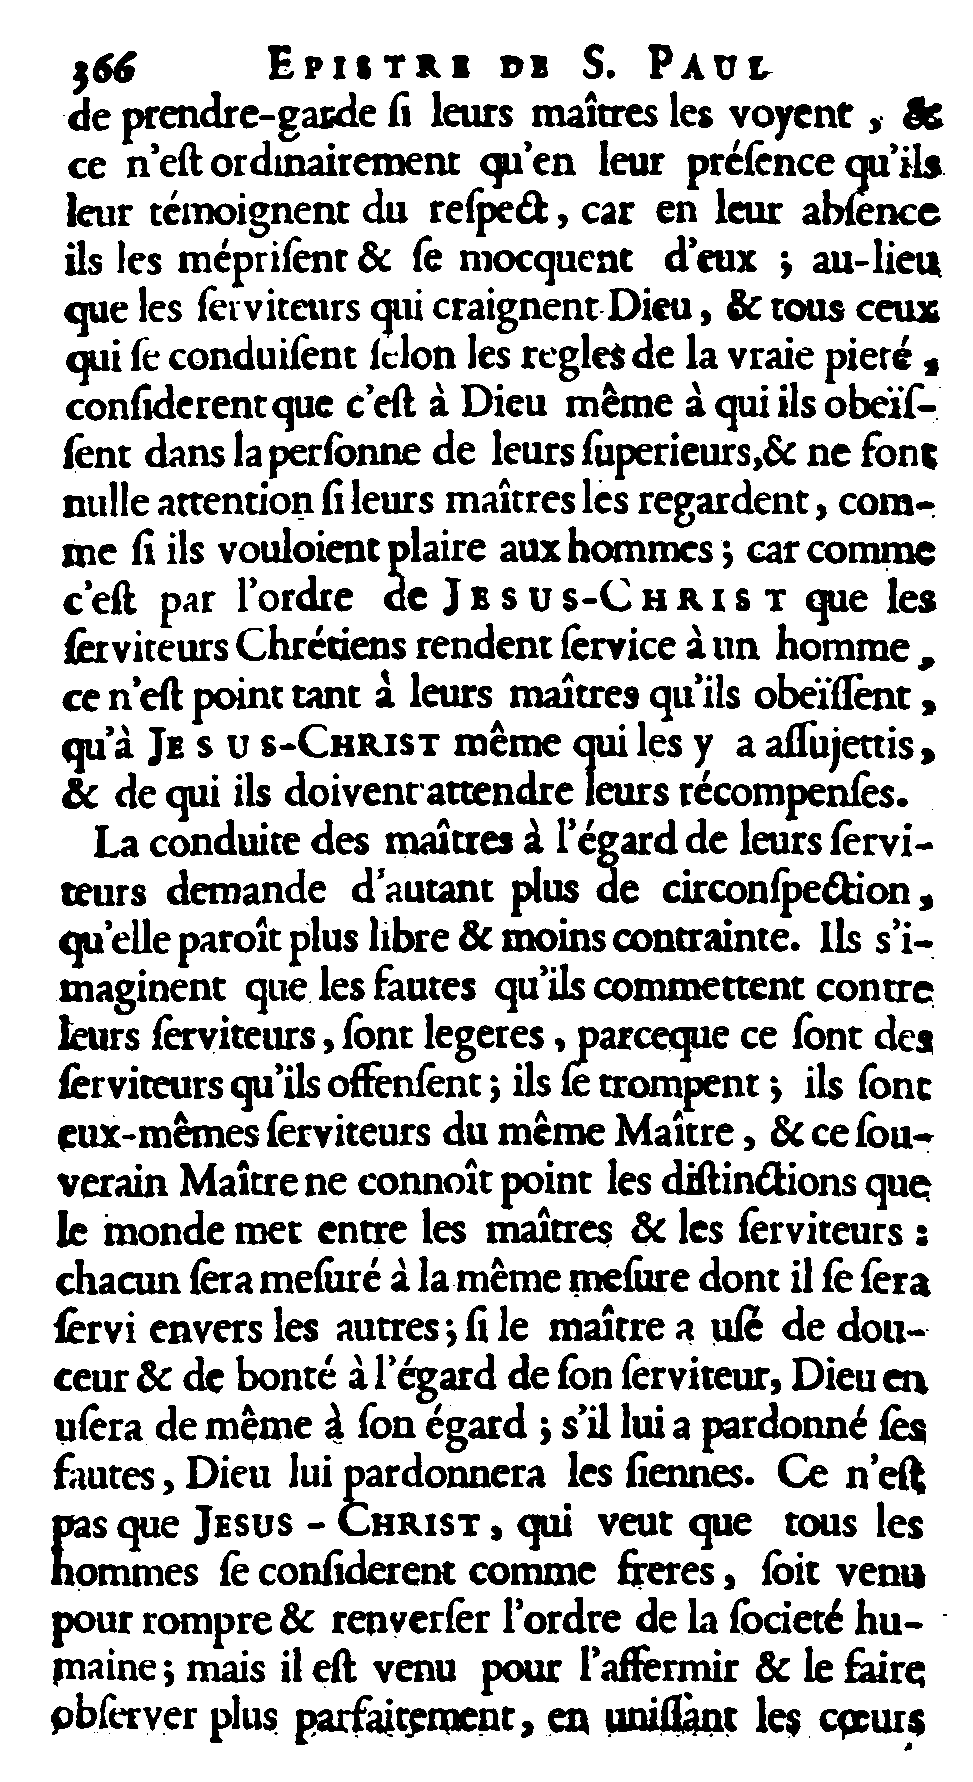 366 EPISTRE DE S. PAUL
de prendre-garde ſi leurs maîtres les voyent, &
ce n'eſt ordinairement qu'en leur préſence qu'ils
leur témoignent du reſpect, car en leur abſence
ils les mépriſent & ſe mocquent d'eux ; au-lieu
que les ſerviteurs qui craignent Dieu, & tous ceux
qui ſe conduiſent ſelon les regles de la vraie pieté,
conſiderent que c'eſt à Dieu même à qui ils obeïſ-
ſent dans la perſonne de leurs ſuperieurs, & ne font
nulle attention ſi leurs maîtres les regardent, com-
me ſi ils vouloient plaire aux hommes ; car comme
c'eſt par l'ordre de JESUS-CHRIST que les
ſerviteurs Chrétiens rendent ſervice à un homme,
ce n'eſt point tant à leurs maîtres qu'ils obeïſſent,
qu'à JESUS-CHRIST même qui les y a aſſujettis,
& de qui ils doivent attendre leurs récompenſes.
La conduite des maîtres à l'égard de leurs ſervi-
teurs demande d'autant plus de circonſpection,
qu'elle paroît plus libre & moins contrainte. Ils s'i-
maginent que les fautes qu'ils commettent contre
leurs ſerviteurs, ſont legeres, parceque ce ſont des
ſerviteurs qu'ils offenſent ; ils ſe trompent ; ils ſont
eux-mêmes ſerviteurs du même Maître, & ce ſou-
verain Maître ne connoît point les diſtinctions que
le monde met entre les maîtres & les ſerviteurs :
chacun ſera meſuré à la même meſure dont il ſe ſera
ſervi envers les autres ; ſi le maître a uſé de dou-
ceur & de bonté à l'égard de ſon ſerviteur, Dieu en
uſera de même à ſon égard ; s'il lui a pardonné ſes
fautes, Dieu lui pardonnera les ſiennes. Ce n'eſt
pas que JESUS-CHRIST, qui veut que tous les
hommes ſe conſiderent comme freres, ſoit venu
pour rompre & renverſer l'ordre de la ſocieté hu-
maine ; mais il eſt venu pour l'affermir & le faire
obſerver plus parfaitement, en uniſſant les cœurs